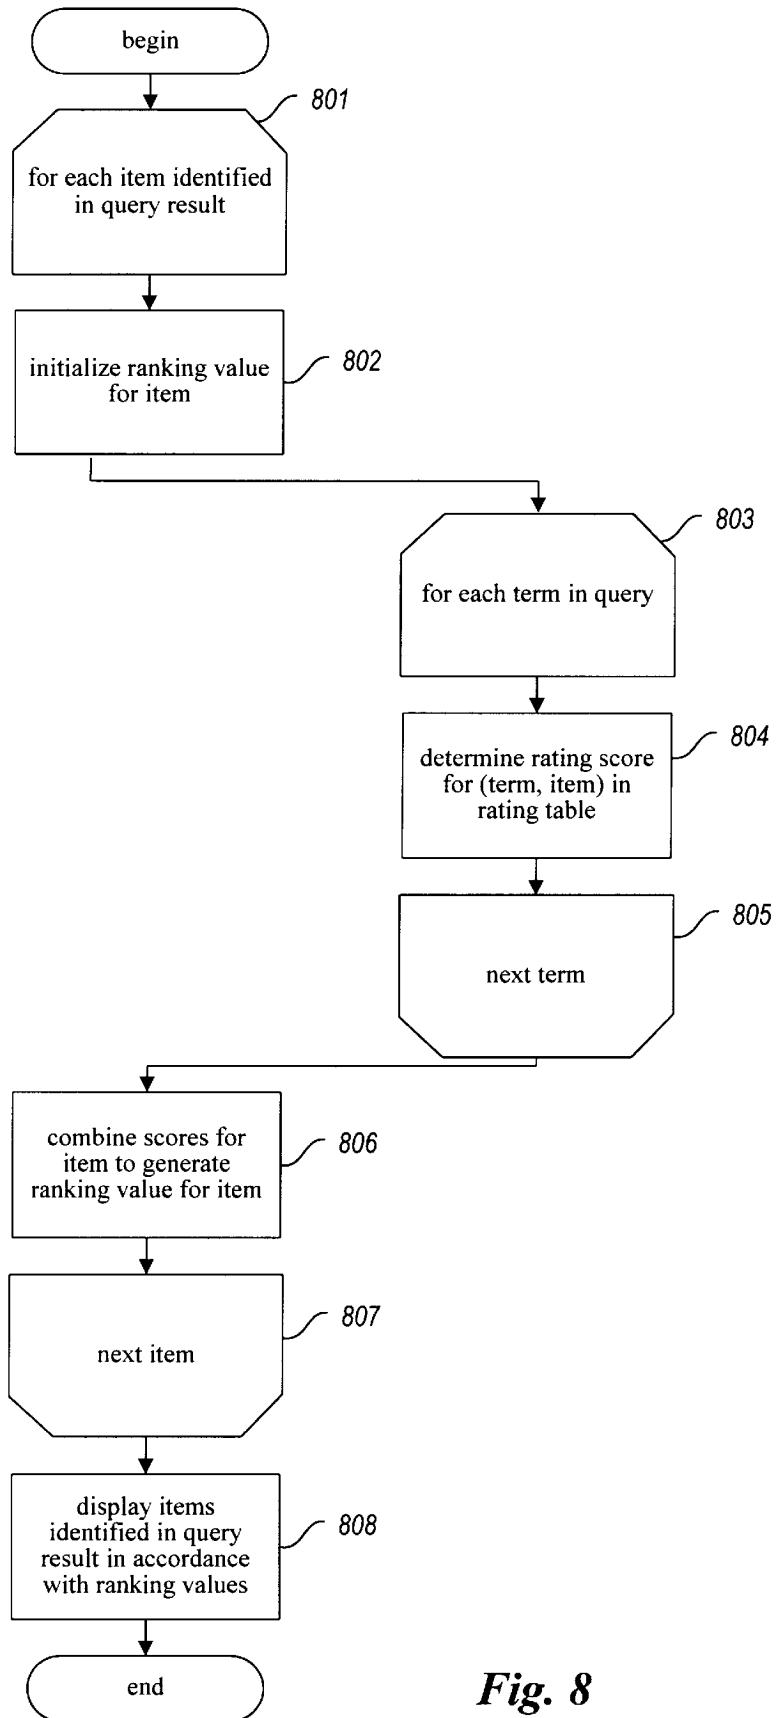 begin
801
for each item identified
in query result
initialize ranking value
for item
802
803
for each term in query
determine rating score
for (term, item) in
rating table
804
805
next term
combine scores for
item to generate
ranking value for item
806
807
next item
display items
identified in query
result in accordance
with ranking values
808
end
Fig. 8